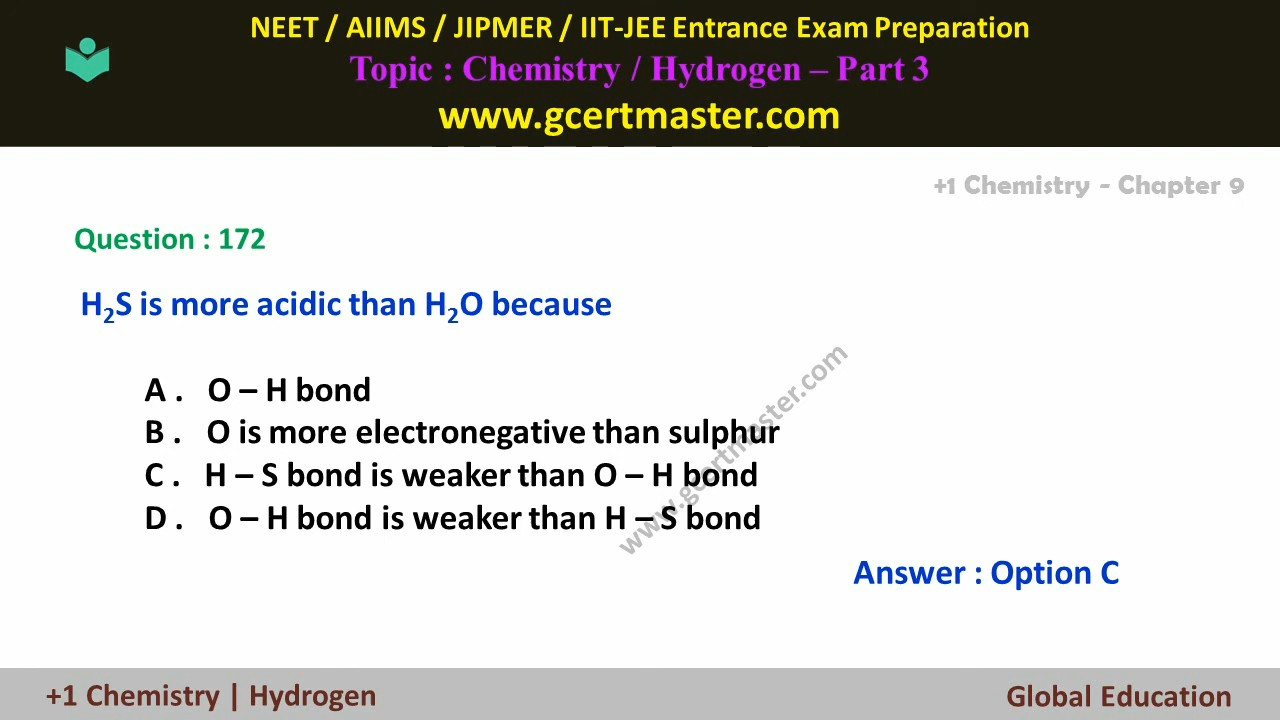 NEET / AIIMS / JIPMER / IIT-JEE Entrance Exam Preparation
Topic : Chemistry / Hydrogen – Part 3
www.gcertmaster.com
+1 Chemistry - Chapter 9
Question : 172
H₂S is more acidic than H₂O because
A . O – H bond
B . O is more electronegative than sulphur
C . H – S bond is weaker than O – H bond
D . O – H bond is weaker than H – S bond
www.gcertmaster.com
Answer : Option C
+1 Chemistry | Hydrogen
Global Education